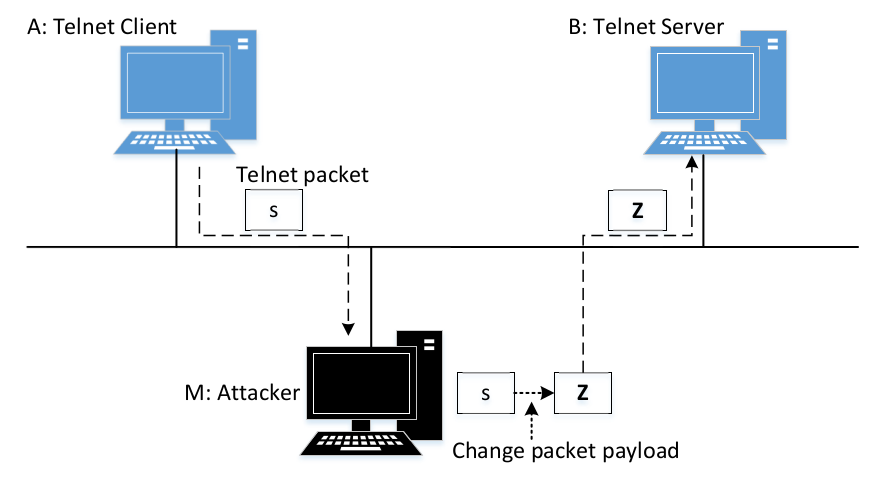 A: Telnet Client
B: Telnet Server
Telnet packet
s
Z
M: Attacker
s
Z
Change packet payload